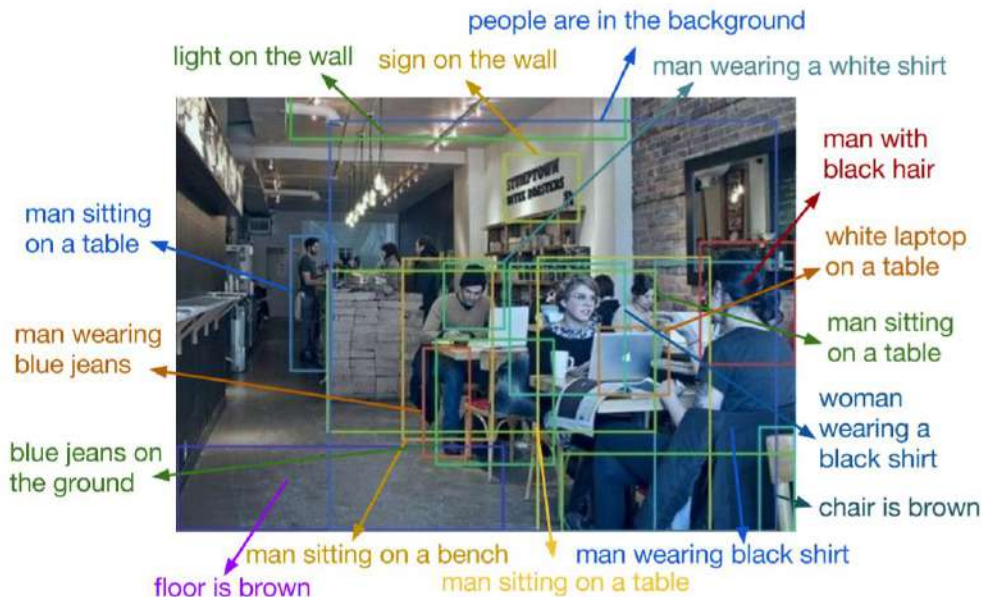 people are in the background
light on the wall
sign on the wall
man wearing a white shirt
man with
black hair
STUMPTOWN
COFFEE ROASTERS
man sitting
on a table
white laptop
on a table
man wearing
blue jeans
man sitting
on a table
woman
wearing a
black shirt
blue jeans on
the ground
chair is brown
man sitting on a bench
man wearing black shirt
floor is brown
man sitting on a table